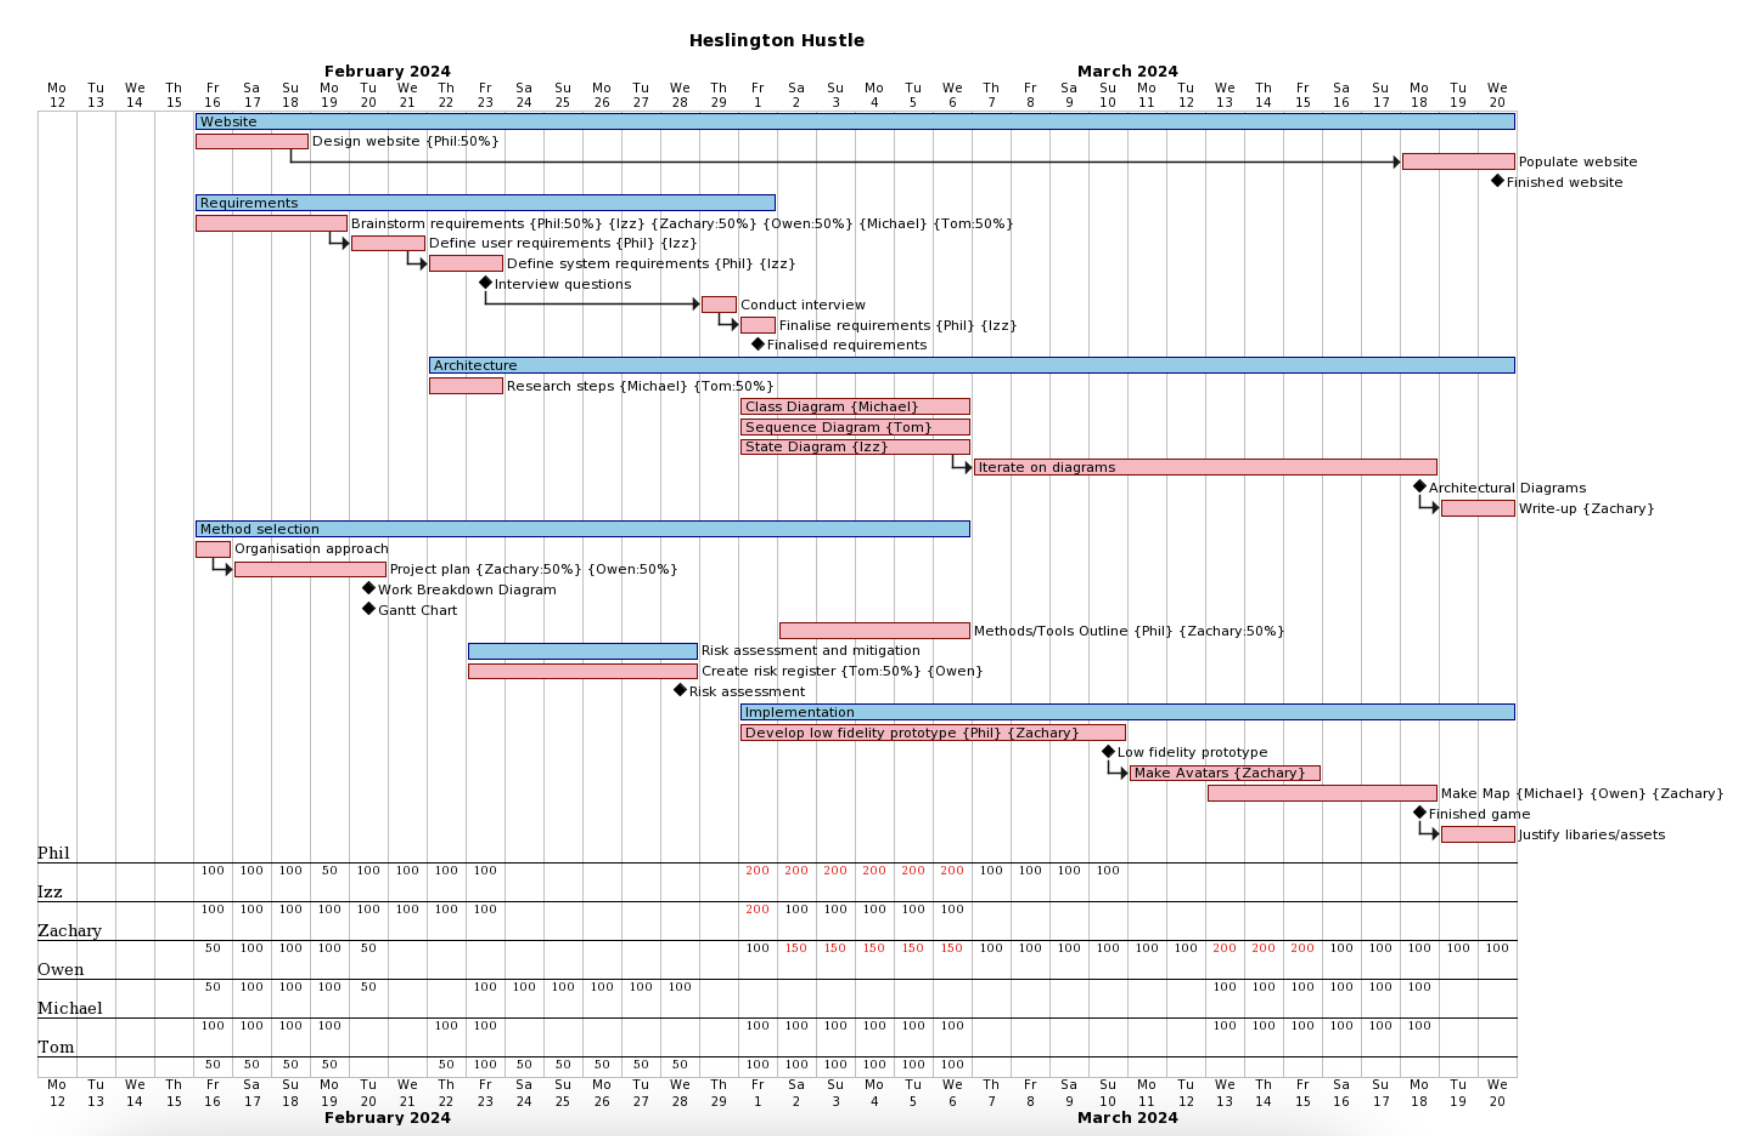 Heslington Hustle
February 2024 March 2024
Mo Tu We Th Fr Sa Su Mo Tu We Th Fr Sa Su Mo Tu We Th Fr Sa Su Mo Tu We Th Fr Sa Su Mo Tu We Th Fr Sa Su Mo Tu We
12 13 14 15 16 17 18 19 20 21 22 23 24 25 26 27 28 29 1 2 3 4 5 6 7 8 9 10 11 12 13 14 15 16 17 18 19 20
Website
Design website {Phil:50%}
Populate website
Finished website
Requirements
Brainstorm requirements {Phil:50%} {Izz} {Zachary:50%} {Owen:50%} {Michael} {Tom:50%}
Define user requirements {Phil} {Izz}
Define system requirements {Phil} {Izz}
Interview questions
Conduct interview
Finalise requirements {Phil} {Izz}
Finalised requirements
Architecture
Research steps {Michael} {Tom:50%}
Class Diagram {Michael}
Sequence Diagram {Tom}
State Diagram {Izz}
Iterate on diagrams
Architectural Diagrams
Write-up {Zachary}
Method selection
Organisation approach
Project plan {Zachary:50%} {Owen:50%}
Work Breakdown Diagram
Gantt Chart
Methods/Tools Outline {Phil} {Zachary:50%}
Risk assessment and mitigation
Create risk register {Tom:50%} {Owen}
Risk assessment
Implementation
Develop low fidelity prototype {Phil} {Zachary}
Low fidelity prototype
Make Avatars {Zachary}
Make Map {Michael} {Owen} {Zachary}
Finished game
Justify libaries/assets
Phil
100 100 100 50 100 100 100 100 200 200 200 200 200 200 100 100 100 100
Izz
100 100 100 100 100 100 100 100 200 100 100 100 100 100
Zachary
50 100 100 100 50 100 150 150 150 150 150 100 100 100 100 100 100 200 200 200 100 100 100 100 100
Owen
50 100 100 100 50 100 100 100 100 100 100 100 100 100 100 100 100
Michael
100 100 100 100 100 100 100 100 100 100 100 100 100 100 100 100 100 100
Tom
50 50 50 50 50 100 50 50 50 50 50 100 100 100 100 100 100
Mo Tu We Th Fr Sa Su Mo Tu We Th Fr Sa Su Mo Tu We Th Fr Sa Su Mo Tu We Th Fr Sa Su Mo Tu We Th Fr Sa Su Mo Tu We
12 13 14 15 16 17 18 19 20 21 22 23 24 25 26 27 28 29 1 2 3 4 5 6 7 8 9 10 11 12 13 14 15 16 17 18 19 20
February 2024 March 2024